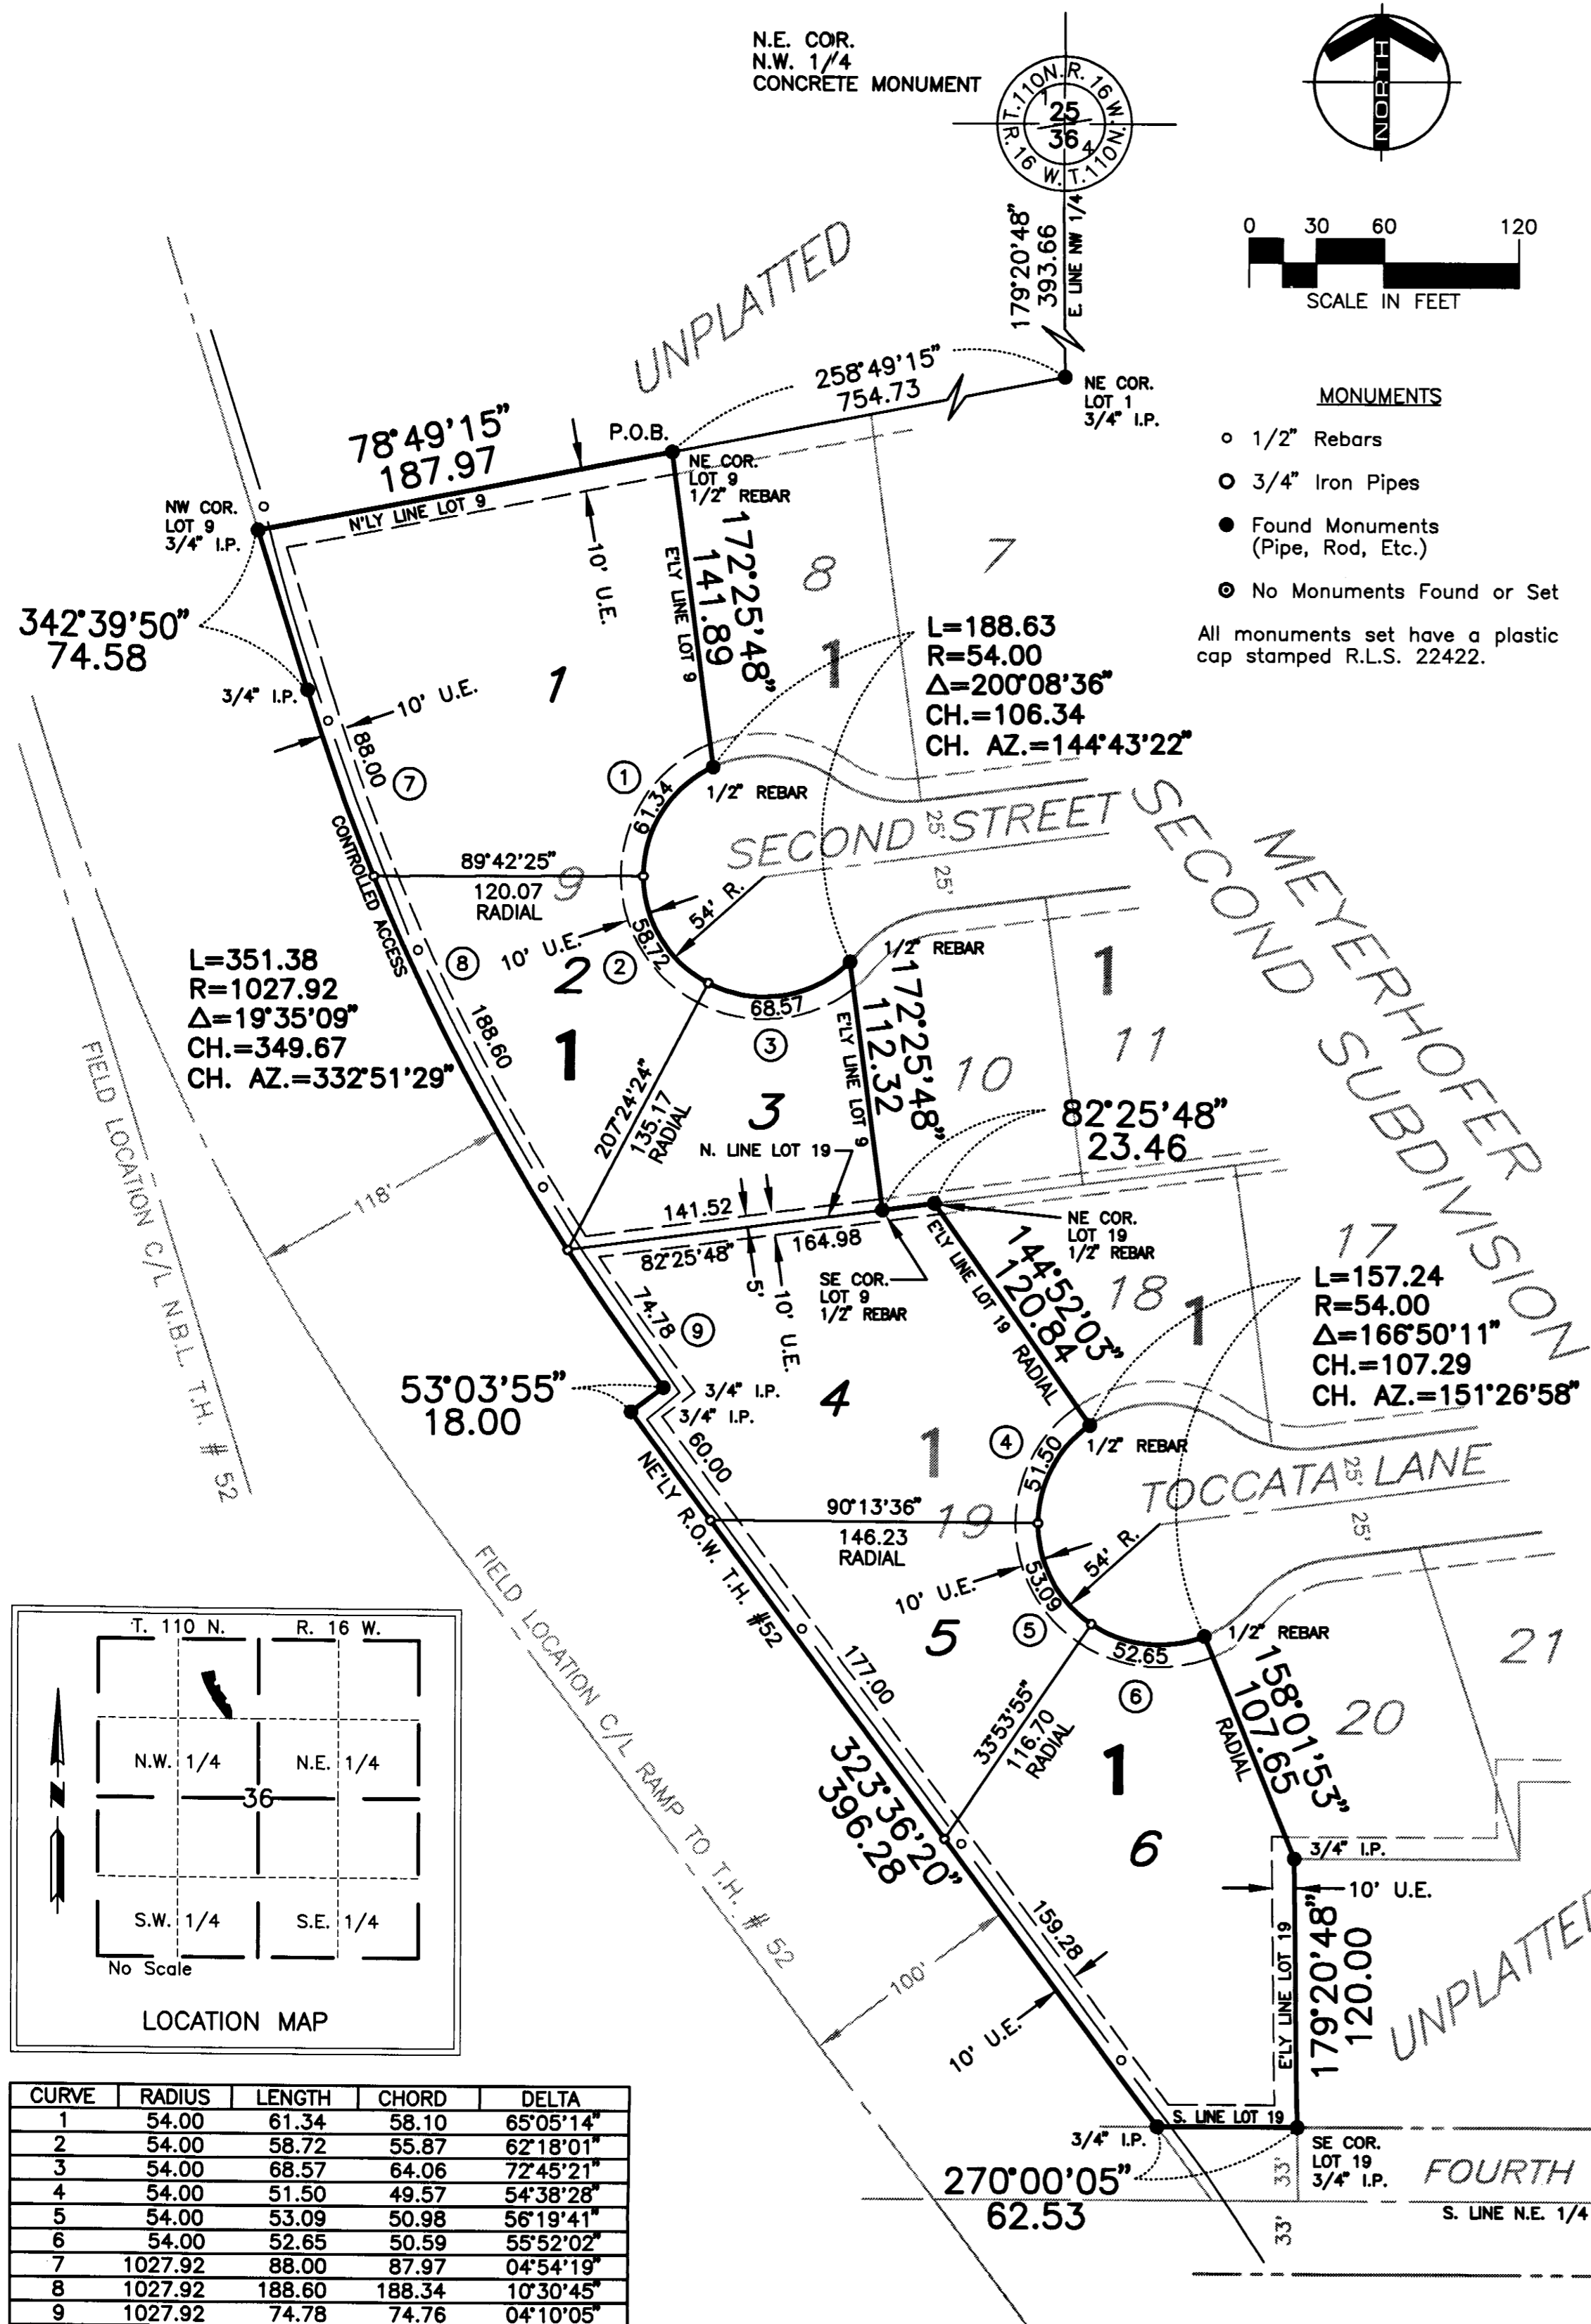 N.E. COR.
N.W. 1/4
CONCRETE MONUMENT
T.110N. R. 16 W.
1
25
36
4
R. 16 W. T.110N.
NORTH
179°20'48"
393.66
E. LINE NW 1/4
0 30 60 120
SCALE IN FEET
UNPLATTED
258°49'15"
754.73
NE COR.
LOT 1
3/4" I.P.
MONUMENTS
1/2" Rebars
3/4" Iron Pipes
Found Monuments
(Pipe, Rod, Etc.)
No Monuments Found or Set
All monuments set have a plastic
cap stamped R.L.S. 22422.
78°49'15"
187.97
P.O.B.
NE COR.
LOT 9
1/2" REBAR
NW COR.
LOT 9
3/4" I.P.
N'LY LINE LOT 9
10' U.E.
E'LY LINE LOT 9
172°25'48"
141.89
8
7
1
342°39'50"
74.58
3/4" I.P.
10' U.E.
1
L=188.63
R=54.00
Δ=200°08'36"
CH.=106.34
CH. AZ.=144°43'22"
88.00
7
1
61.34
1/2" REBAR
CONTROLLED ACCESS
SECOND STREET
25'
25'
MEYERHOFER
SECOND SUBDIVISION
89°42'25"
120.07
RADIAL
9
54' R.
10' U.E.
58.72
2
2
8
1/2" REBAR
L=351.38
R=1027.92
Δ=19°35'09"
CH.=349.67
CH. AZ.=332°51'29"
188.60
1
68.57
3
3
172°25'48"
112.32
E'LY LINE LOT 9
10
1
11
FIELD LOCATION C/L N.B.L. T.H. # 52
118'
207°24'24"
135.17
RADIAL
N. LINE LOT 19
82°25'48"
23.46
141.52
82°25'48"
164.98
5'
10' U.E.
SE COR.
LOT 9
1/2" REBAR
NE COR.
LOT 19
1/2" REBAR
144°52'03"
120.84
E'LY LINE LOT 19
RADIAL
17
18
1
L=157.24
R=54.00
Δ=166°50'11"
CH.=107.29
CH. AZ.=151°26'58"
74.78
9
53°03'55"
18.00
3/4" I.P.
3/4" I.P.
4
60.00
NE'LY R.O.W. T.H. #52
1
19
4
51.50
1/2" REBAR
TOCCATA LANE
25'
25'
90°13'36"
146.23
RADIAL
54' R.
10' U.E.
53.09
5
5
52.65
6
1/2" REBAR
FIELD LOCATION C/L RAMP TO T.H. # 52
177.00
33°53'55"
116.70
RADIAL
158°01'53"
107.65
RADIAL
21
20
1
6
323°36'20"
396.28
3/4" I.P.
10' U.E.
159.28
100'
10' U.E.
E'LY LINE LOT 19
179°20'48"
120.00
UNPLATTED
S. LINE LOT 19
3/4" I.P.
SE COR.
LOT 19
3/4" I.P.
270°00'05"
62.53
33'
33'
FOURTH
S. LINE N.E. 1/4
T. 110 N. R. 16 W.
N
N.W. 1/4 N.E. 1/4
36
S.W. 1/4 S.E. 1/4
No Scale
LOCATION MAP
CURVE RADIUS LENGTH CHORD DELTA
1 54.00 61.34 58.10 65°05'14"
2 54.00 58.72 55.87 62°18'01"
3 54.00 68.57 64.06 72°45'21"
4 54.00 51.50 49.57 54°38'28"
5 54.00 53.09 50.98 56°19'41"
6 54.00 52.65 50.59 55°52'02"
7 1027.92 88.00 87.97 04°54'19"
8 1027.92 188.60 188.34 10°30'45"
9 1027.92 74.78 74.76 04°10'05"